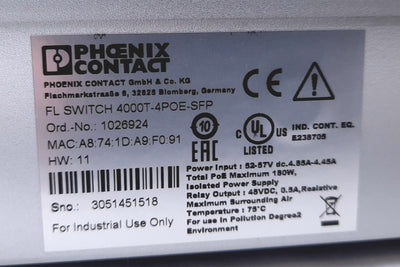 PHŒNIX
CONTACT
PHOENIX CONTACT GmbH & Co. KG
Flachmarktstraße 8, 32825 Blomberg, Germany
FL SWITCH 4000T-4POE-SFP
Ord.-No.: 1026924
MAC:A8:74:1D:A9:F0:91
HW: 11
Sno.: 3051451518
For Industrial Use Only
CE
10
EAC
C UL US
LISTED
Ind. Cont. Eq.
E238705
Power Input : 52-57V dc.4.85A-4.45A
Total PoE Maximum 180W,
Isolated Power Supply
Relay Output : 48VDC, 0.5A,Resistive
Maximum Surrounding Air
Temperature : 75°C
For use in Pollution Degree2
Environment